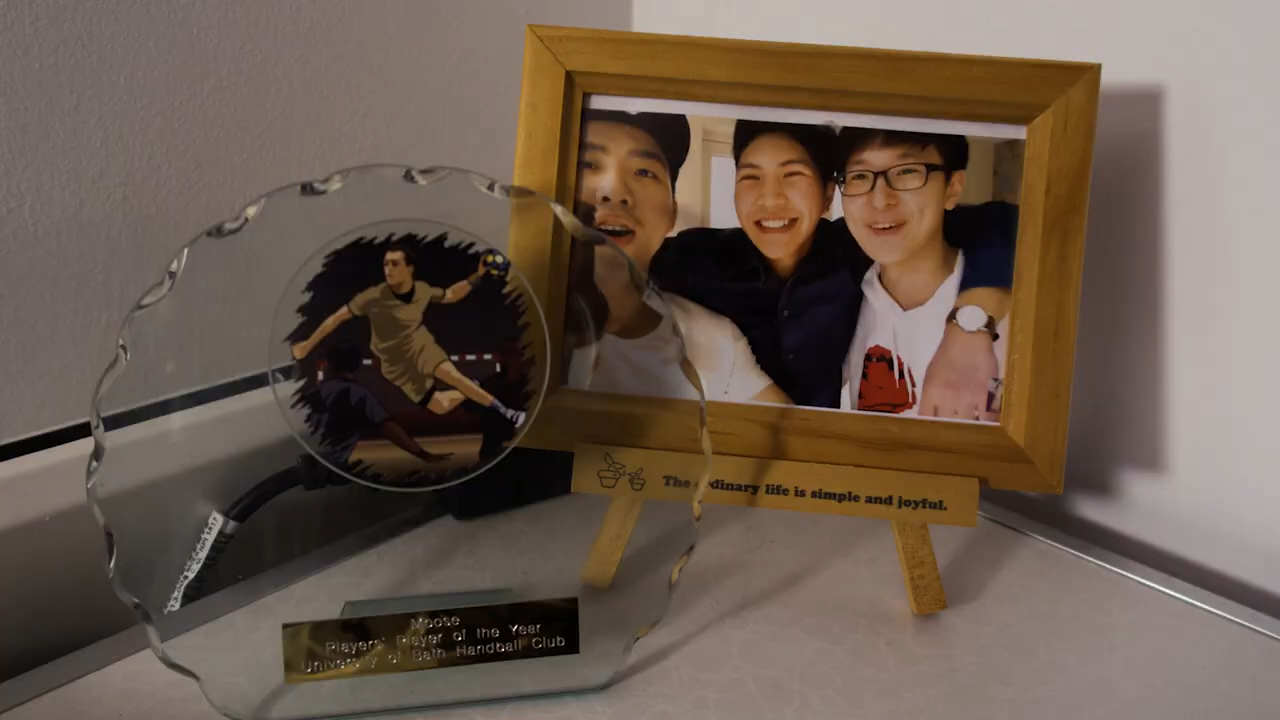 The ordinary life is simple and joyful.
Moose
Players' Player of the Year
University of Bath Handball Club